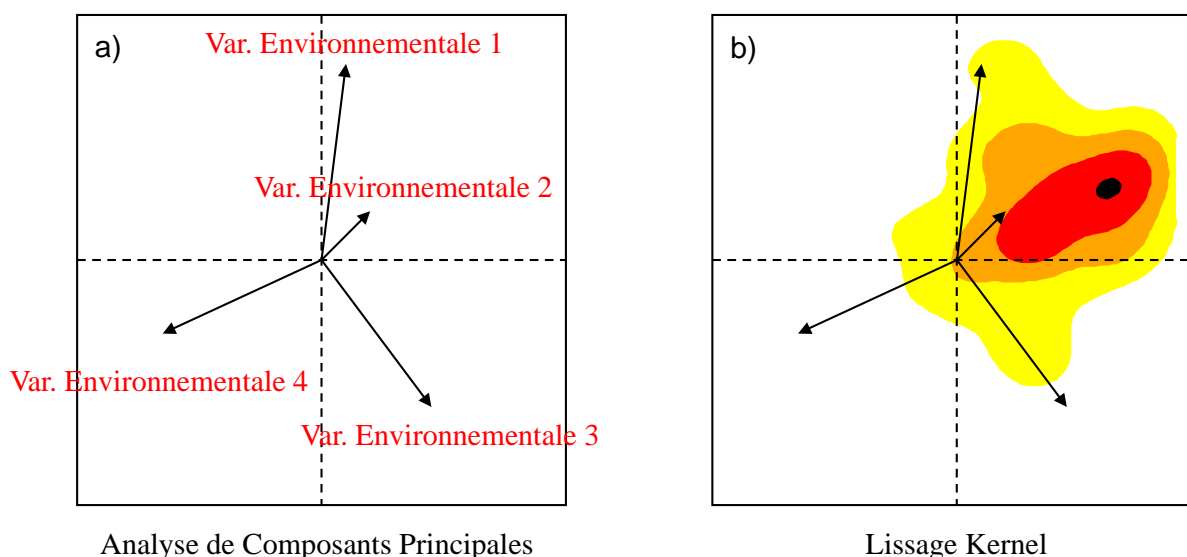 a)
Var. Environnementale 1
Var. Environnementale 2
Var. Environnementale 4
Var. Environnementale 3
Analyse de Composants Principales
b)
Lissage Kernel